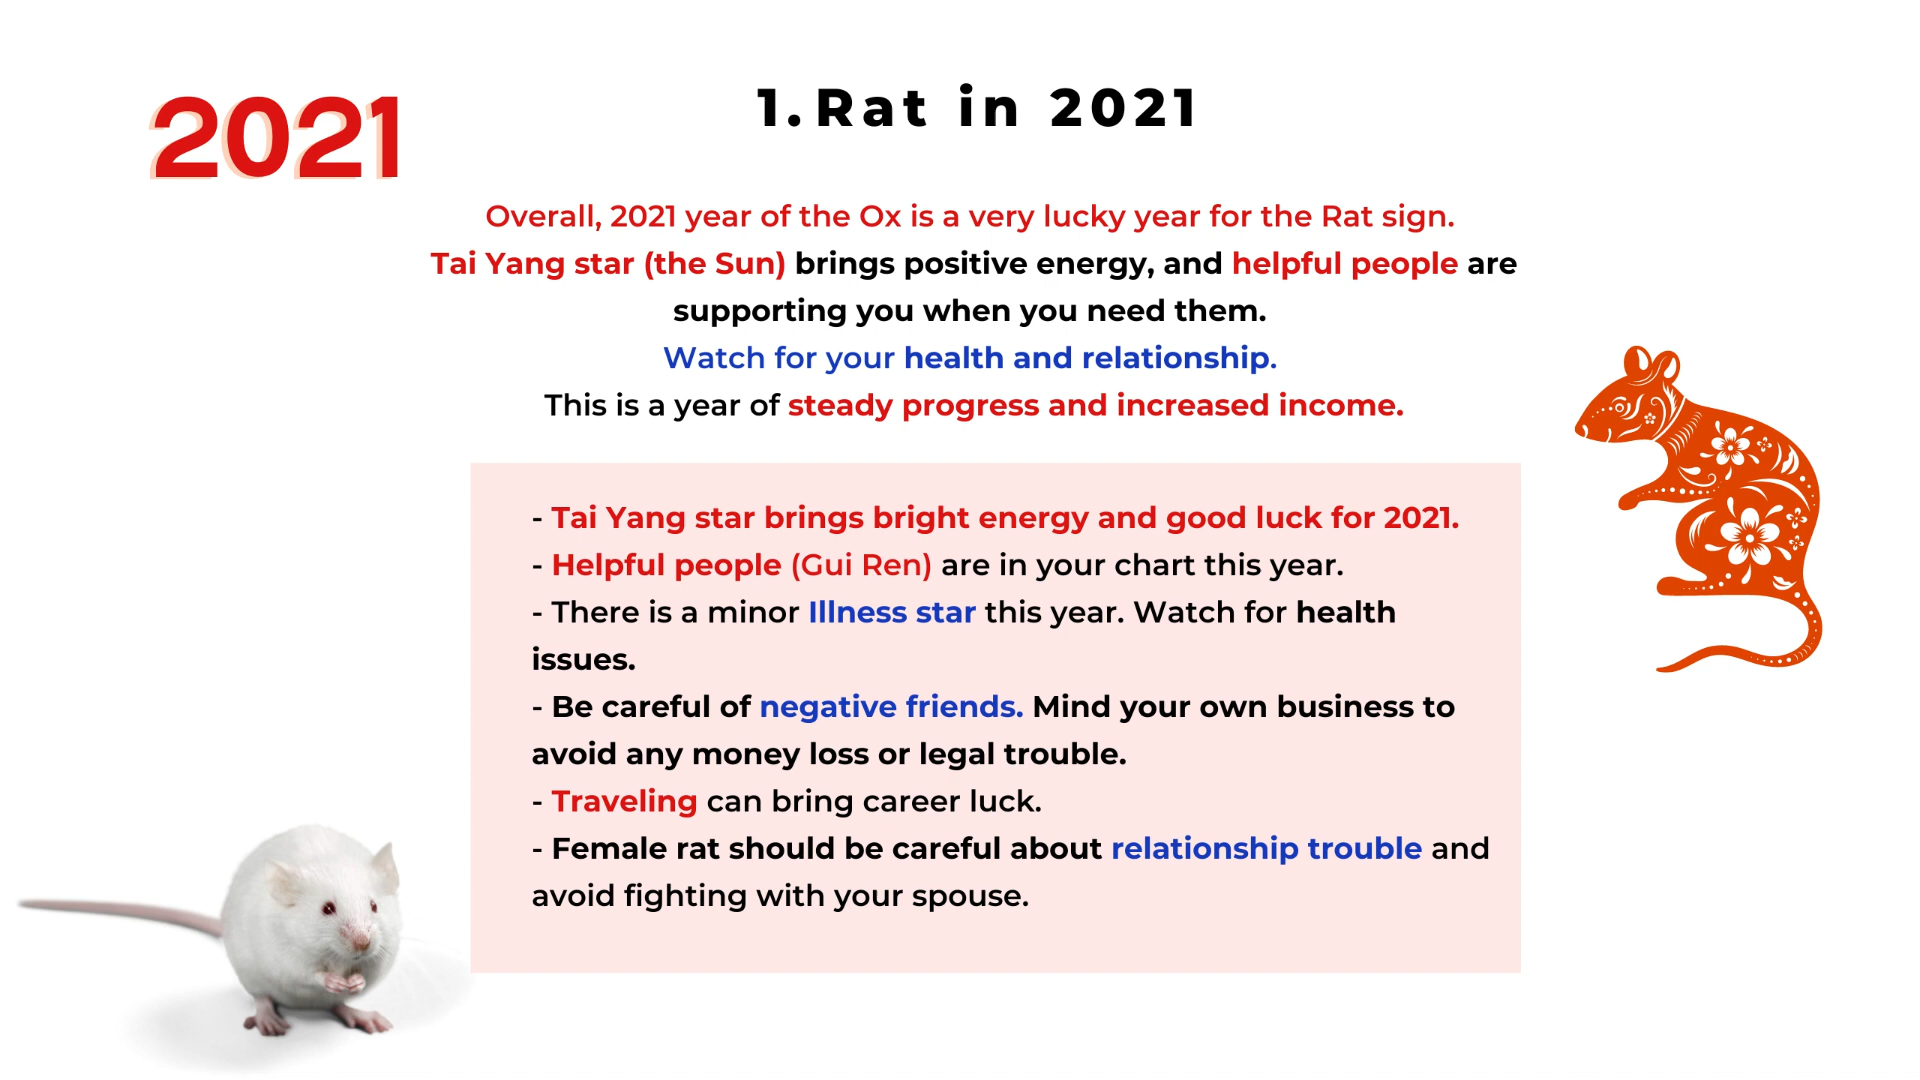 2021
1. Rat in 2021
Overall, 2021 year of the Ox is a very lucky year for the Rat sign.
Tai Yang star (the Sun) brings positive energy, and helpful people are
supporting you when you need them.
Watch for your health and relationship.
This is a year of steady progress and increased income.
- Tai Yang star brings bright energy and good luck for 2021.
- Helpful people (Gui Ren) are in your chart this year.
- There is a minor Illness star this year. Watch for health
issues.
- Be careful of negative friends. Mind your own business to
avoid any money loss or legal trouble.
- Traveling can bring career luck.
- Female rat should be careful about relationship trouble and
avoid fighting with your spouse.